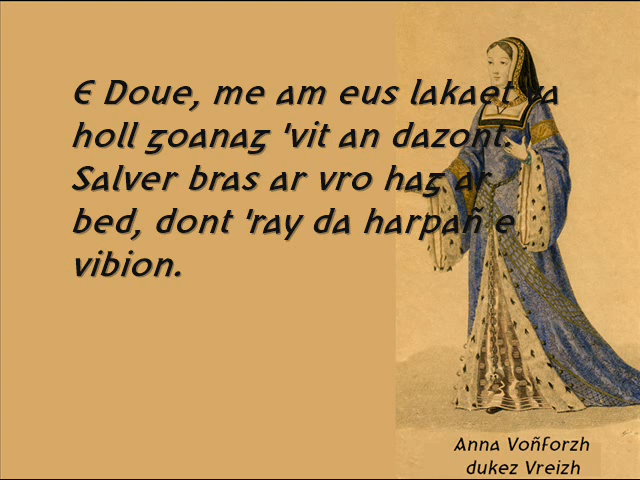 E Doue, me am eus lakaet va
holl goanag 'vit an dazont.
Salver bras ar vro hag ar
bed, dont 'ray da harpañ e
vibion.
Anna Voñforzh
dukez Vreizh